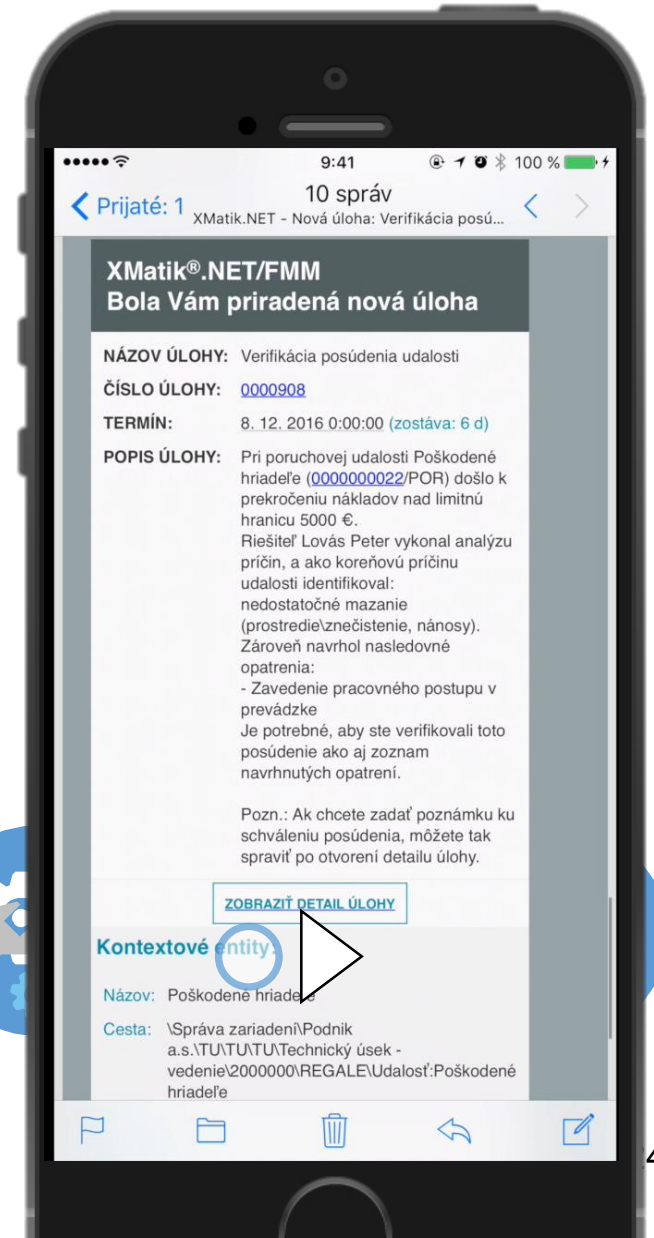 9:41
100 %
Prijaté: 1
10 správ
XMatik.NET - Nová úloha: Verifikácia posú...
XMatik®.NET/FMM
Bola Vám priradená nová úloha
NÁZOV ÚLOHY: Verifikácia posúdenia udalosti
ČÍSLO ÚLOHY: 0000908
TERMÍN: 8. 12. 2016 0:00:00 (zostáva: 6 d)
POPIS ÚLOHY: Pri poruchovej udalosti Poškodené
hriadeľe (0000000022/POR) došlo k
prekročeniu nákladov nad limitnú
hranicu 5000 €.
Riešiteľ Lovás Peter vykonal analýzu
príčin, a ako koreňovú príčinu
udalosti identifikoval:
nedostatočné mazanie
(prostredie\znečistenie, nánosy).
Zároveň navrhol nasledovné
opatrenia:
- Zavedenie pracovného postupu v
prevádzke
Je potrebné, aby ste verifikovali toto
posúdenie ako aj zoznam
navrhnutých opatrení.
Pozn.: Ak chcete zadať poznámku ku
schváleniu posúdenia, môžete tak
spraviť po otvorení detailu úlohy.
ZOBRAZIŤ DETAIL ÚLOHY
Kontextové entity:
Názov: Poškodené hriadeľe
Cesta: \Správa zariadení\Podnik
a.s.\TU\TU\TU\Technický úsek -
vedenie\2000000\REGALE\Udalosť:Poškodené
hriadeľe